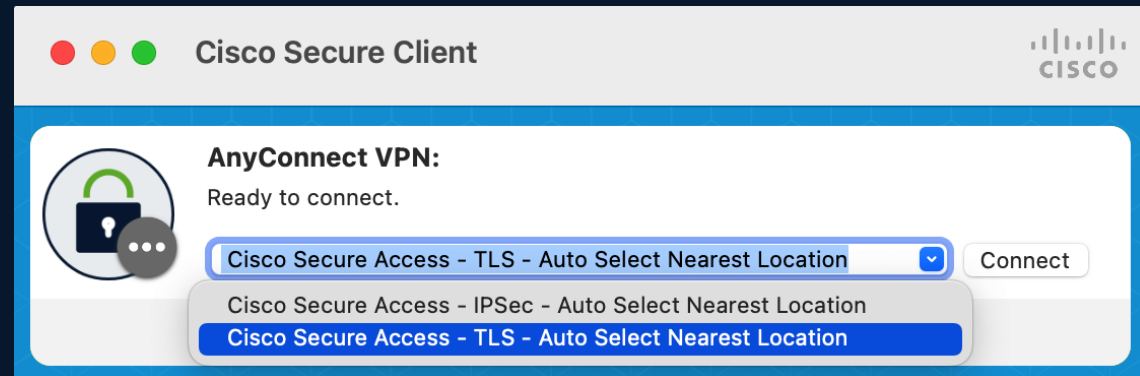 Cisco Secure Client
CISCO
AnyConnect VPN:
Ready to connect.
Cisco Secure Access - TLS - Auto Select Nearest Location
Connect
Cisco Secure Access - IPSec - Auto Select Nearest Location
Cisco Secure Access - TLS - Auto Select Nearest Location